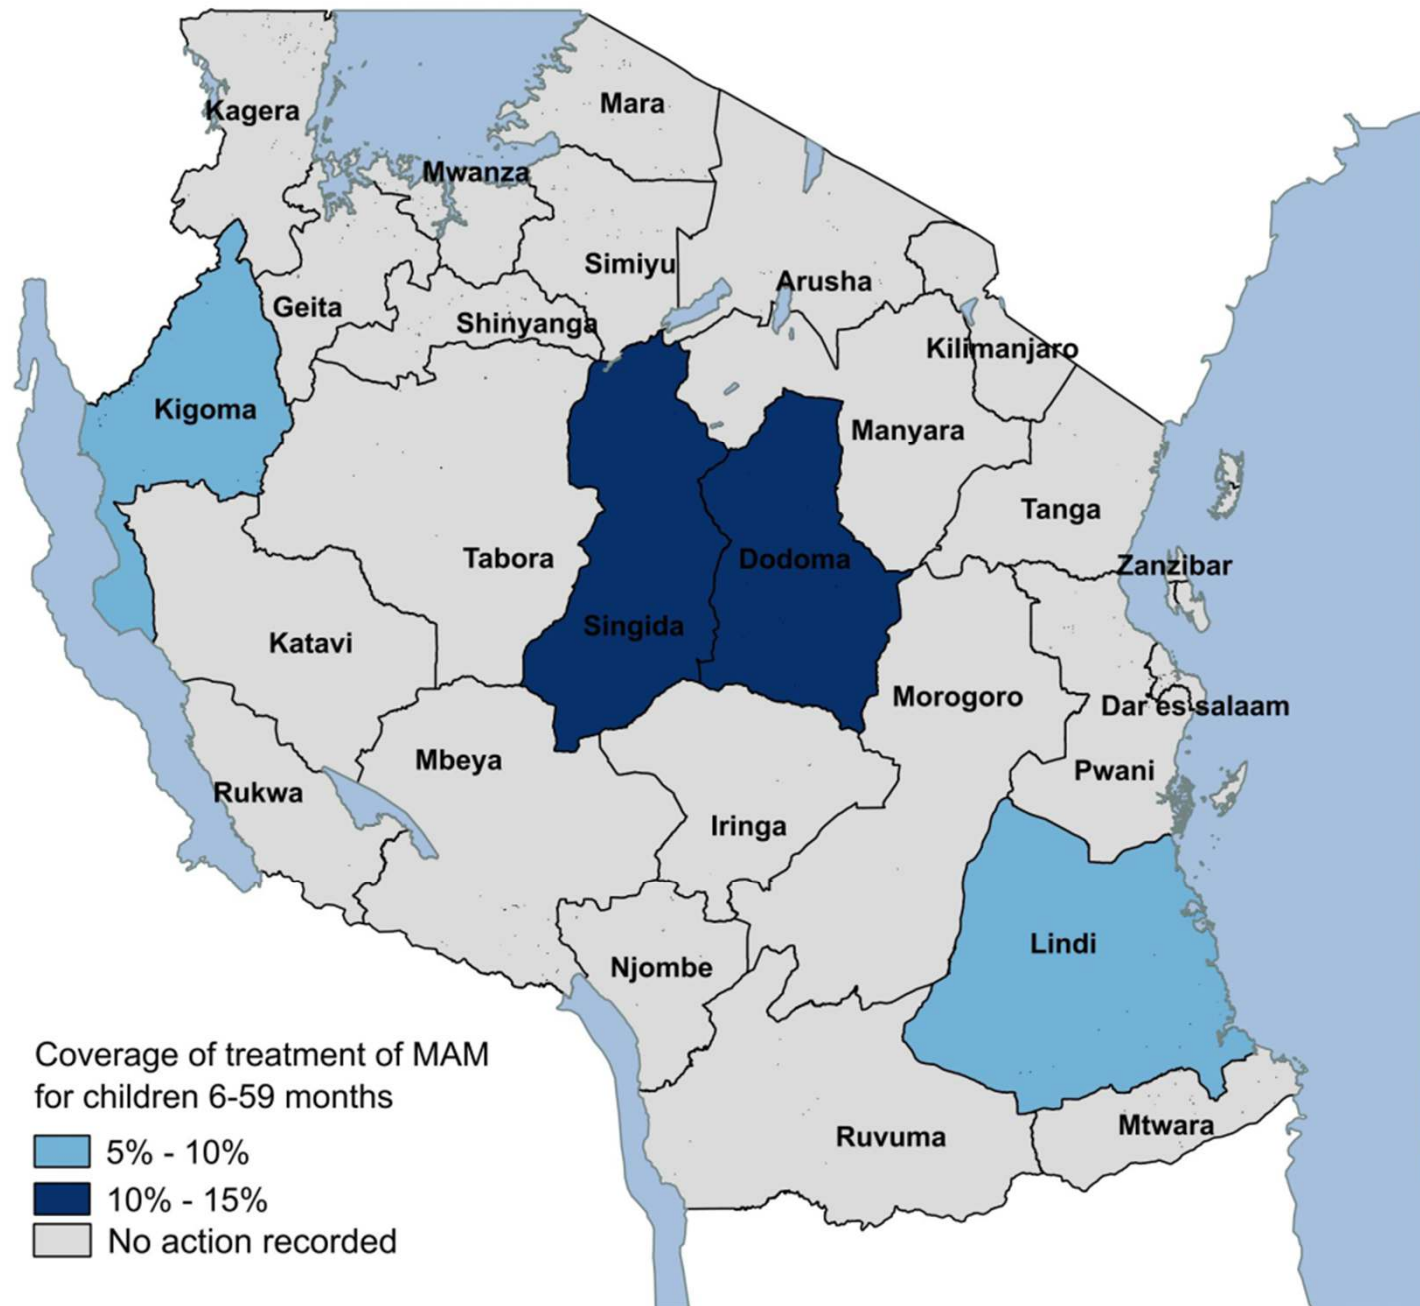 Kagera
Mara
Mwanza
Simiyu
Arusha
Geita
Shinyanga
Kilimanjaro
Kigoma
Manyara
Tanga
Tabora
Dodoma
Zanzibar
Singida
Katavi
Morogoro
Dar es salaam
Mbeya
Pwani
Rukwa
Iringa
Lindi
Njombe
Coverage of treatment of MAM
for children 6-59 months
Mtwara
Ruvuma
5% - 10%
10% - 15%
No action recorded